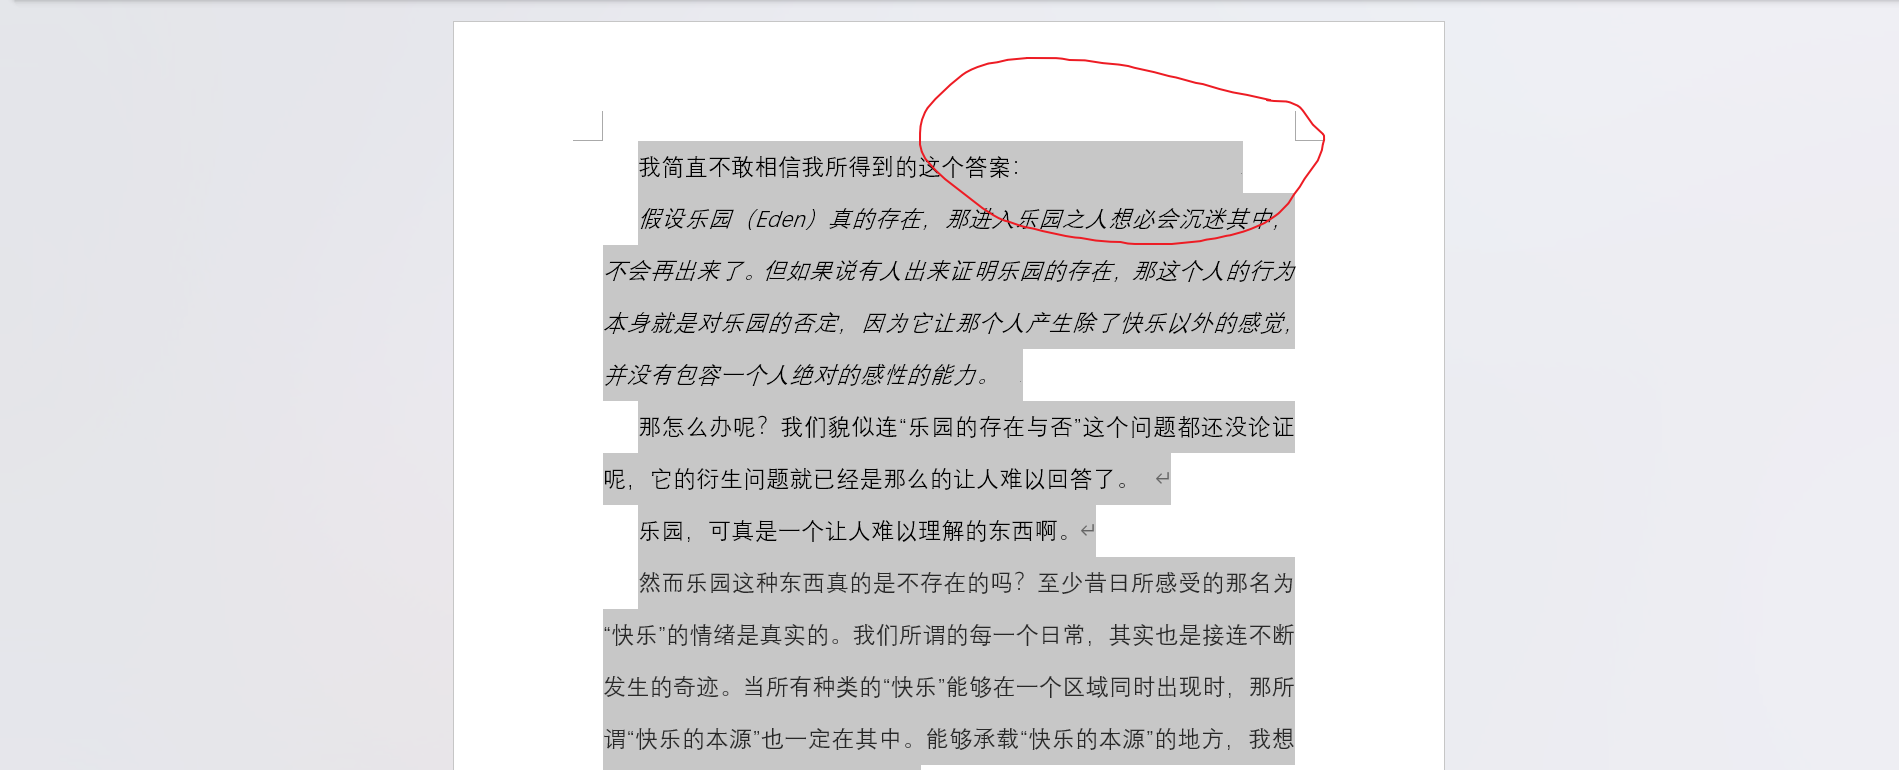 我简直不敢相信我所得到的这个答案：
假设乐园（Eden）真的存在，那进入乐园之人想必会沉迷其中，
不会再出来了。但如果说有人出来证明乐园的存在，那这个人的行为
本身就是对乐园的否定，因为它让那个人产生除了快乐以外的感觉，
并没有包容一个人绝对的感性的能力。
那怎么办呢？我们貌似连“乐园的存在与否”这个问题都还没论证
呢，它的衍生问题就已经是那么的让人难以回答了。
乐园，可真是一个让人难以理解的东西啊。
然而乐园这种东西真的是不存在的吗？至少昔日所感受的那名为
“快乐”的情绪是真实的。我们所谓的每一个日常，其实也是接连不断
发生的奇迹。当所有种类的“快乐”能够在一个区域同时出现时，那所
谓“快乐的本源”也一定在其中。能够承载“快乐的本源”的地方，我想